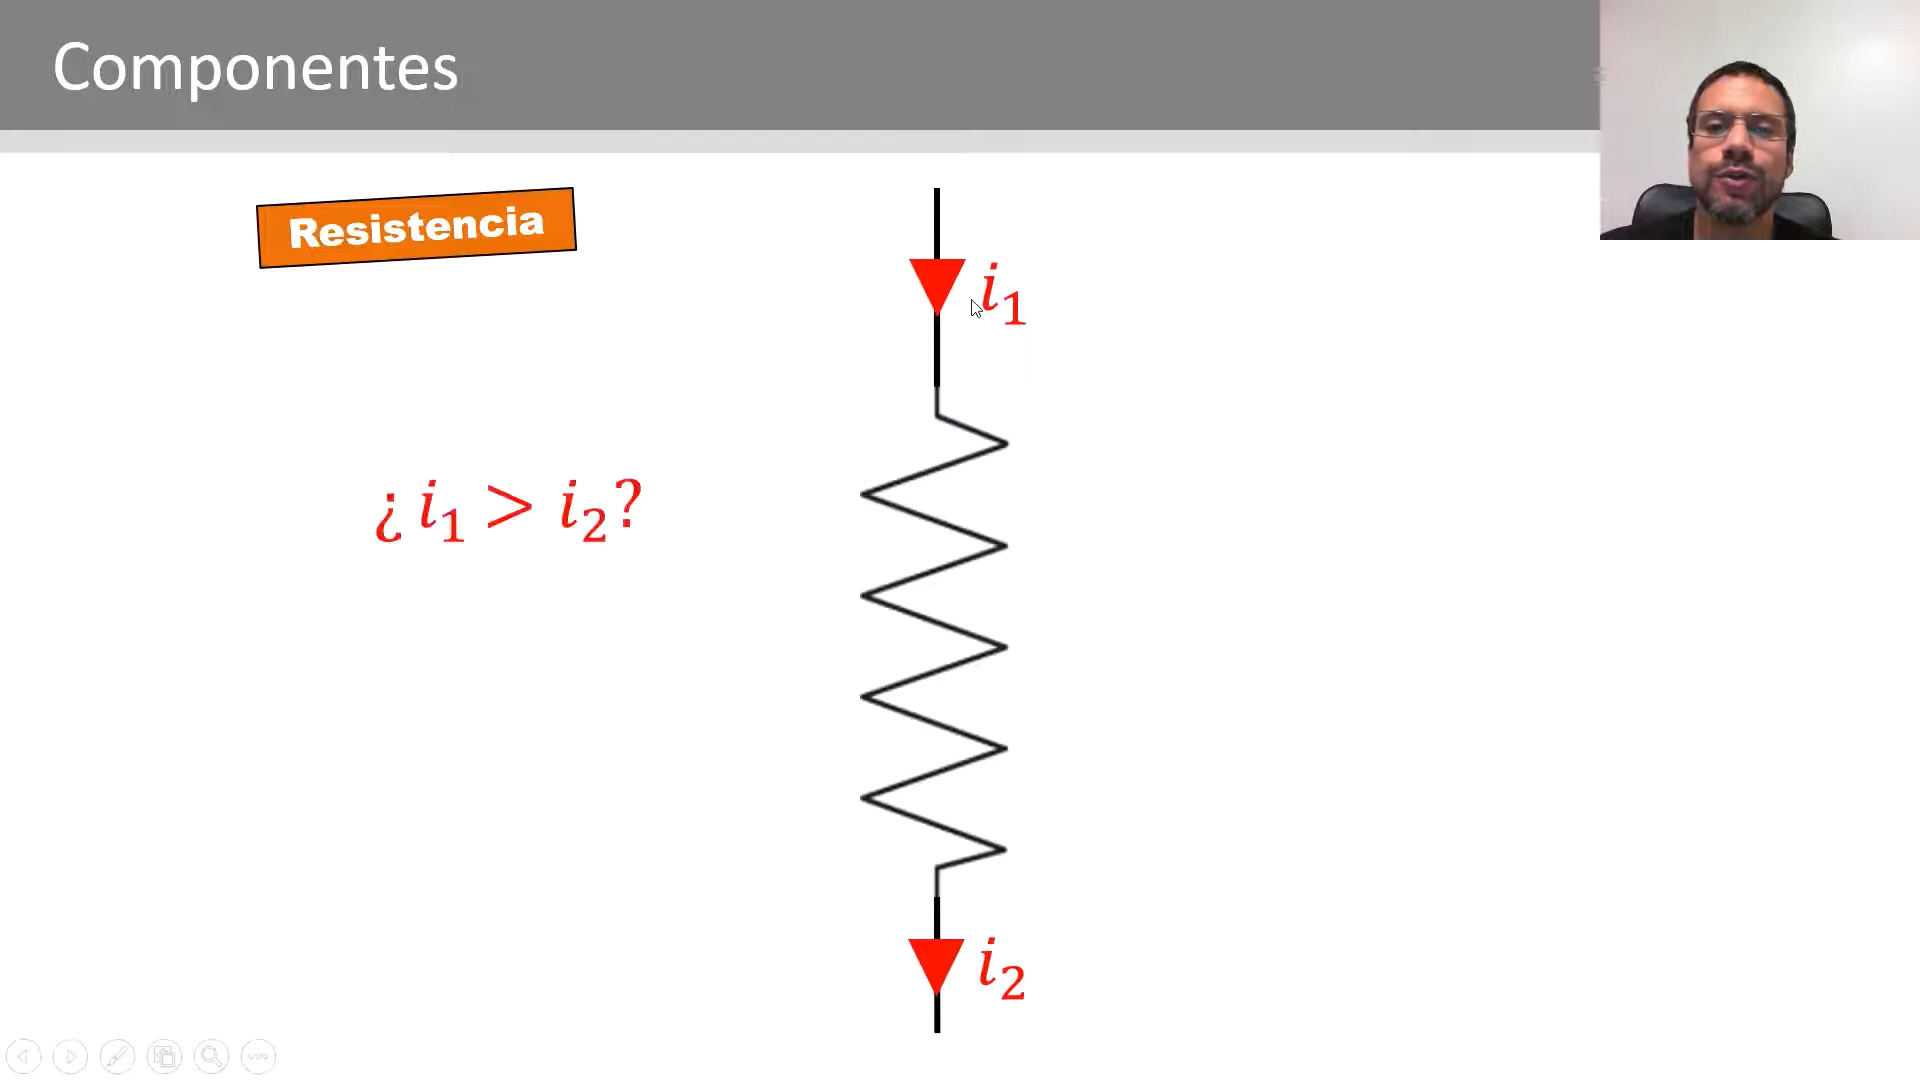 Componentes
Resistencia
i₁
¿ i₁ > i₂?
i₂